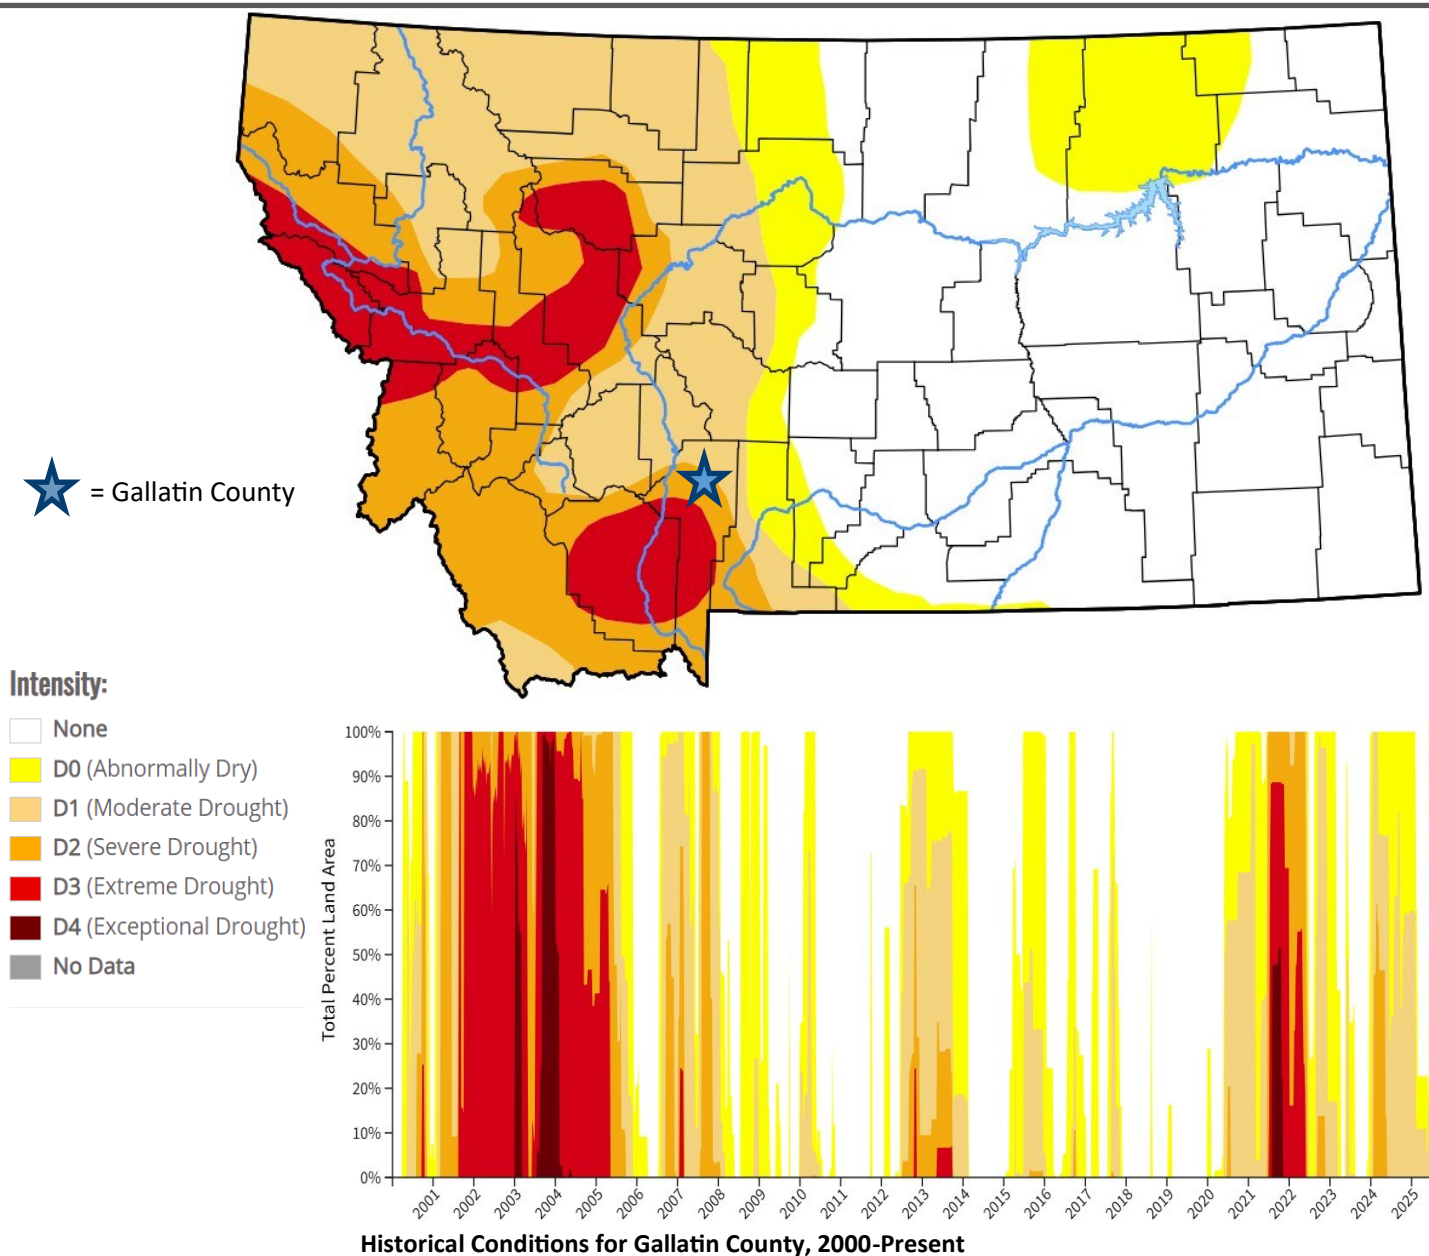 = Gallatin County
Intensity:
None
D0 (Abnormally Dry)
D1 (Moderate Drought)
D2 (Severe Drought)
D3 (Extreme Drought)
D4 (Exceptional Drought)
No Data
Total Percent Land Area
100%
90%
80%
70%
60%
50%
40%
30%
20%
10%
0%
2001 2002 2003 2004 2005 2006 2007 2008 2009 2010 2011 2012 2013 2014 2015 2016 2017 2018 2019 2020 2021 2022 2023 2024 2025
Historical Conditions for Gallatin County, 2000-Present